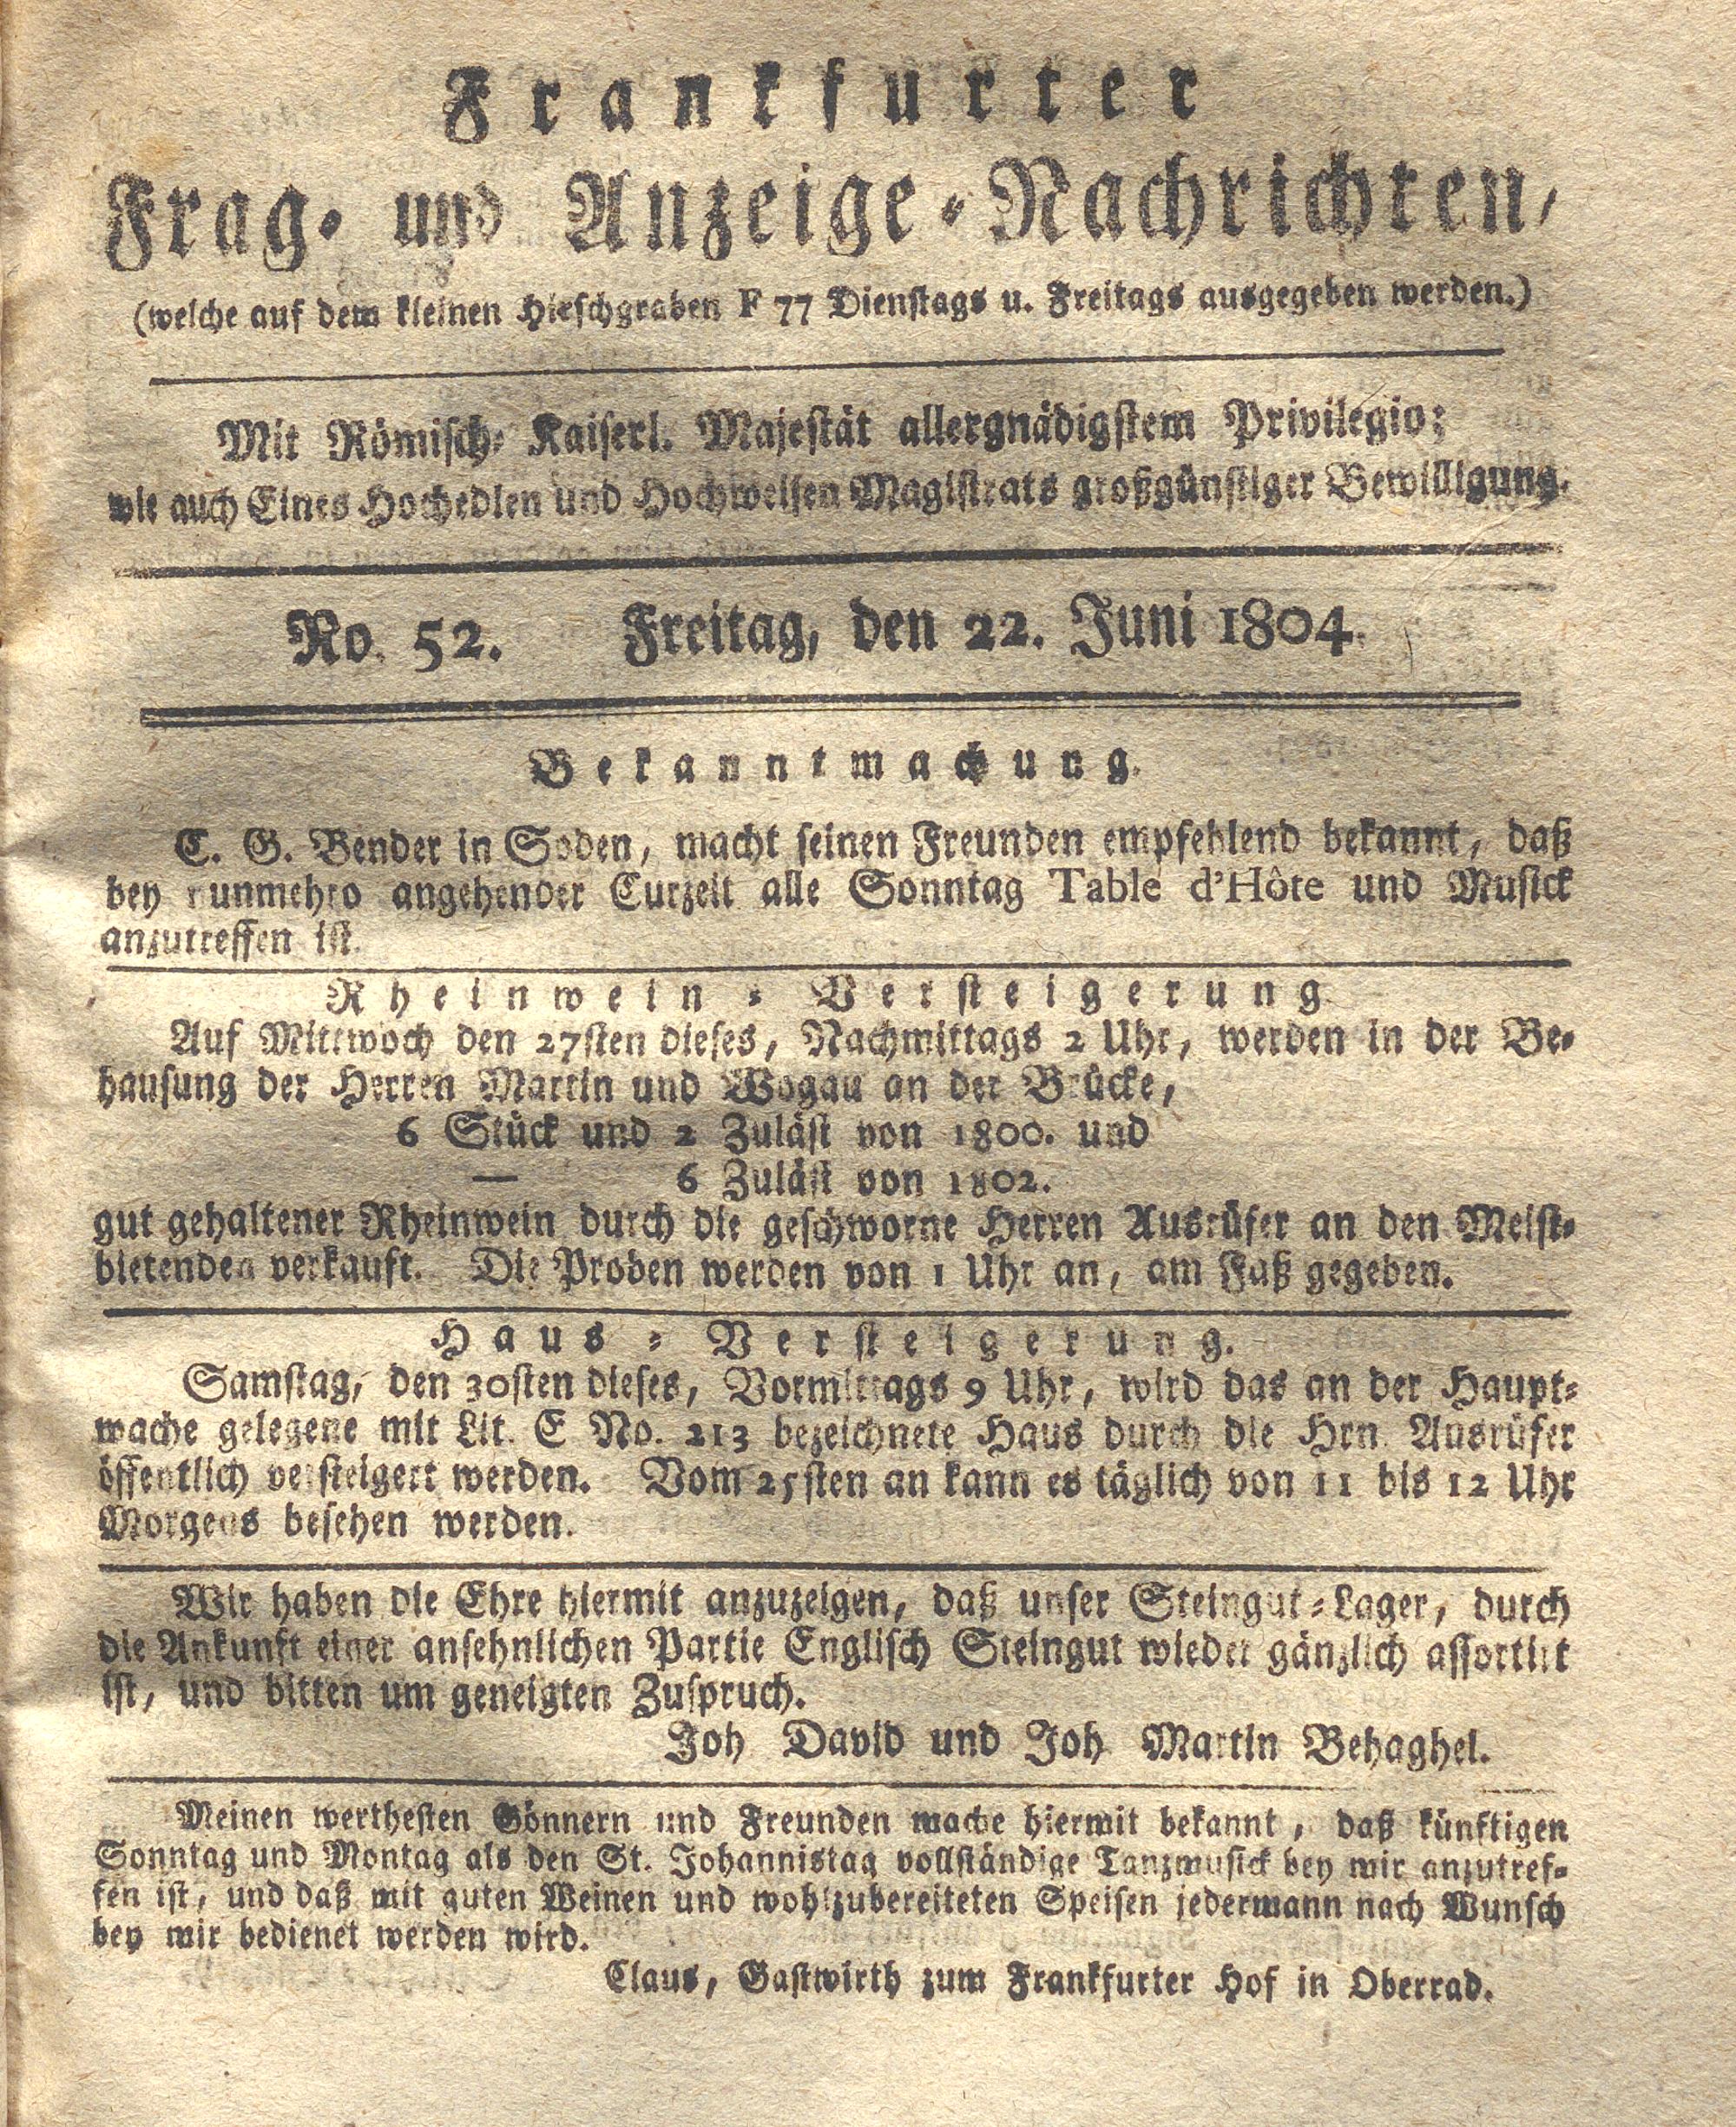 Frankfurter
Frag- und Anzeige-Nachrichten,
(welche auf dem kleinen Hirschgraben F 77 Dienstags u. Freitags ausgegeben werden.)
Mit Römisch-Kaiserl. Majestät allergnädigstem Privilegio;
wie auch Eines Hochedlen und Hochweisen Magistrats großgünstiger Bewilligung.
No. 52. Freitag, den 22. Juni 1804.
Bekanntmachung.
C. G. Bender in Soden, macht seinen Freunden empfehlend bekannt, daß
bey nunmehro angehender Curzeit alle Sonntag Table d'Hôte und Musick
anzutreffen ist.
Rheinwein-Versteigerung
Auf Mittwoch den 27sten dieses, Nachmittags 2 Uhr, werden in der Be-
hausung der Herren Martin und Wogau an der Brücke,
6 Stück und 2 Zuläst von 1800. und
— 6 Zuläst von 1802.
gut gehaltener Rheinwein durch die geschworne Herren Ausrüfer an den Meist-
bietenden verkauft. Die Proben werden von 1 Uhr an, am Faß gegeben.
Haus-Versteigerung.
Samstag, den 30sten dieses, Vormittags 9 Uhr, wird das an der Haupt-
wache gelegene mit Lit. E No. 213 bezeichnete Haus durch die Hrn. Ausrüfer
öffentlich versteigert werden. Vom 25sten an kann es täglich von 11 bis 12 Uhr
Morgens besehen werden.
Wir haben die Ehre hiermit anzuzeigen, daß unser Steingut-Lager, durch
die Ankunft einer ansehnlichen Partie Englisch Steingut wieder gänzlich assortirt
ist, und bitten um geneigten Zuspruch.
Joh David und Joh Martin Behaghel.
Meinen werthesten Gönnern und Freunden mache hiermit bekannt, daß künftigen
Sonntag und Montag als den St. Johannistag vollständige Tanzmusick bey mir anzutref-
fen ist, und daß mit guten Weinen und wohlzubereiteten Speisen jedermann nach Wunsch
bey mir bedienet werden wird.
Claus, Gastwirth zum Frankfurter Hof in Oberrad.